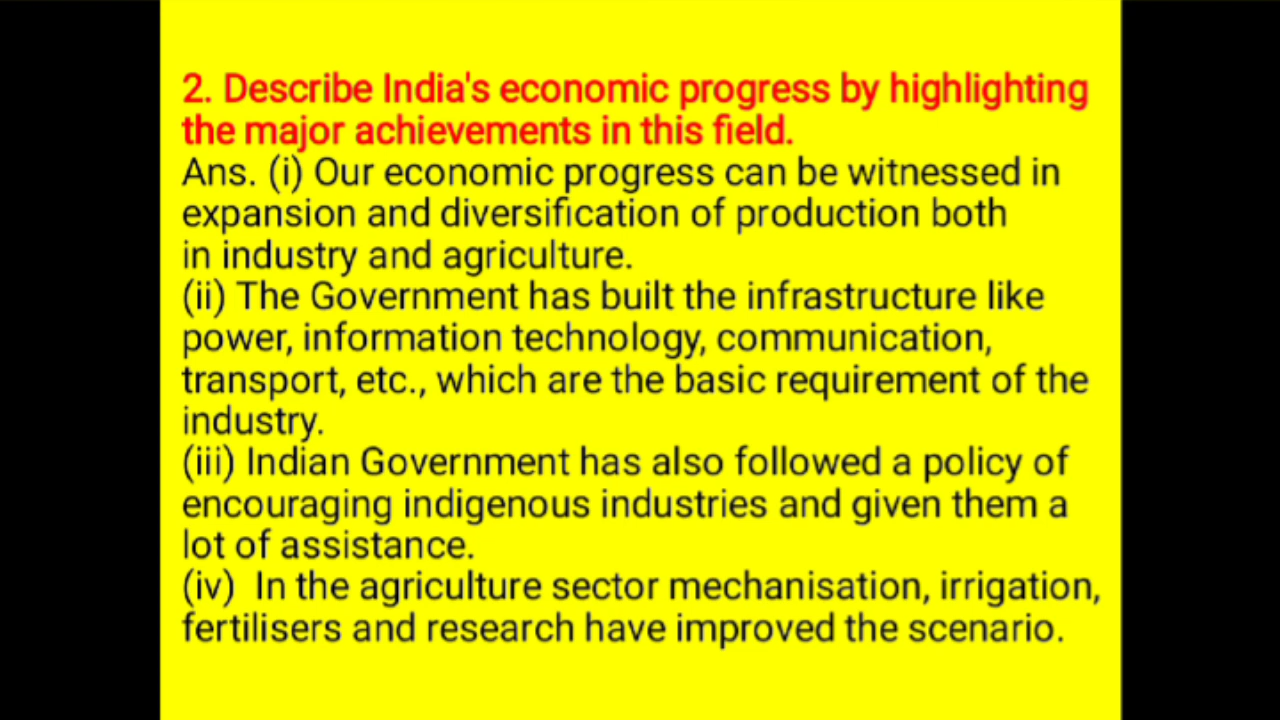 2. Describe India's economic progress by highlighting
the major achievements in this field.
Ans. (i) Our economic progress can be witnessed in
expansion and diversification of production both
in industry and agriculture.
(ii) The Government has built the infrastructure like
power, information technology, communication,
transport, etc., which are the basic requirement of the
industry.
(iii) Indian Government has also followed a policy of
encouraging indigenous industries and given them a
lot of assistance.
(iv)  In the agriculture sector mechanisation, irrigation,
fertilisers and research have improved the scenario.